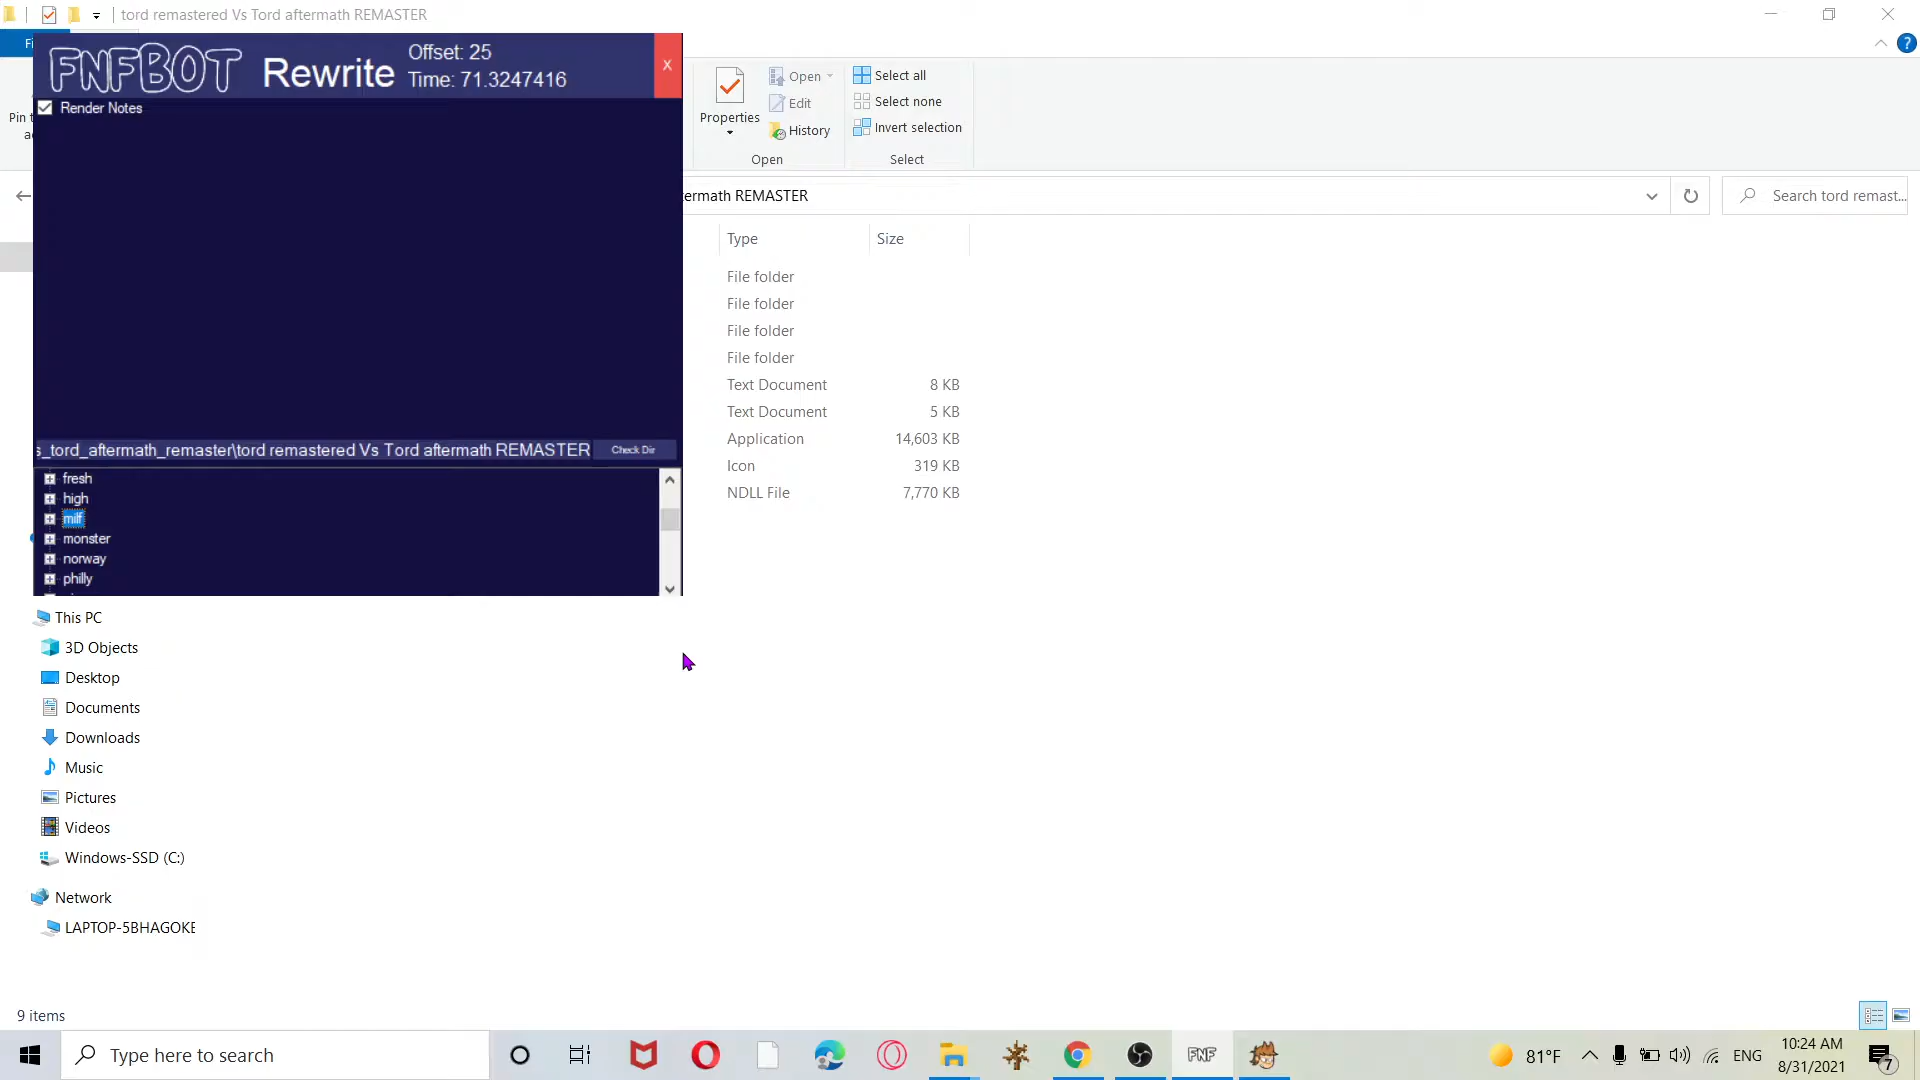 tord remastered Vs Tord aftermath REMASTER
FNFBOT Rewrite
Offset: 25
Time: 71.3247416
x
Render Notes
Properties
Open
Edit
History
Open
Select all
Select none
Invert selection
Select
ermath REMASTER
Search tord remast...
Type
Size
File folder
File folder
File folder
File folder
Text Document 8 KB
Text Document 5 KB
Application 14,603 KB
Icon 319 KB
NDLL File 7,770 KB
s_tord_aftermath_remaster\tord remastered Vs Tord aftermath REMASTER
Check Dir
fresh
high
milf
monster
norway
philly
This PC
3D Objects
Desktop
Documents
Downloads
Music
Pictures
Videos
Windows-SSD (C:)
Network
LAPTOP-5BHAGOKE
9 items
Type here to search
FNF
81°F
ENG
10:24 AM
8/31/2021
7